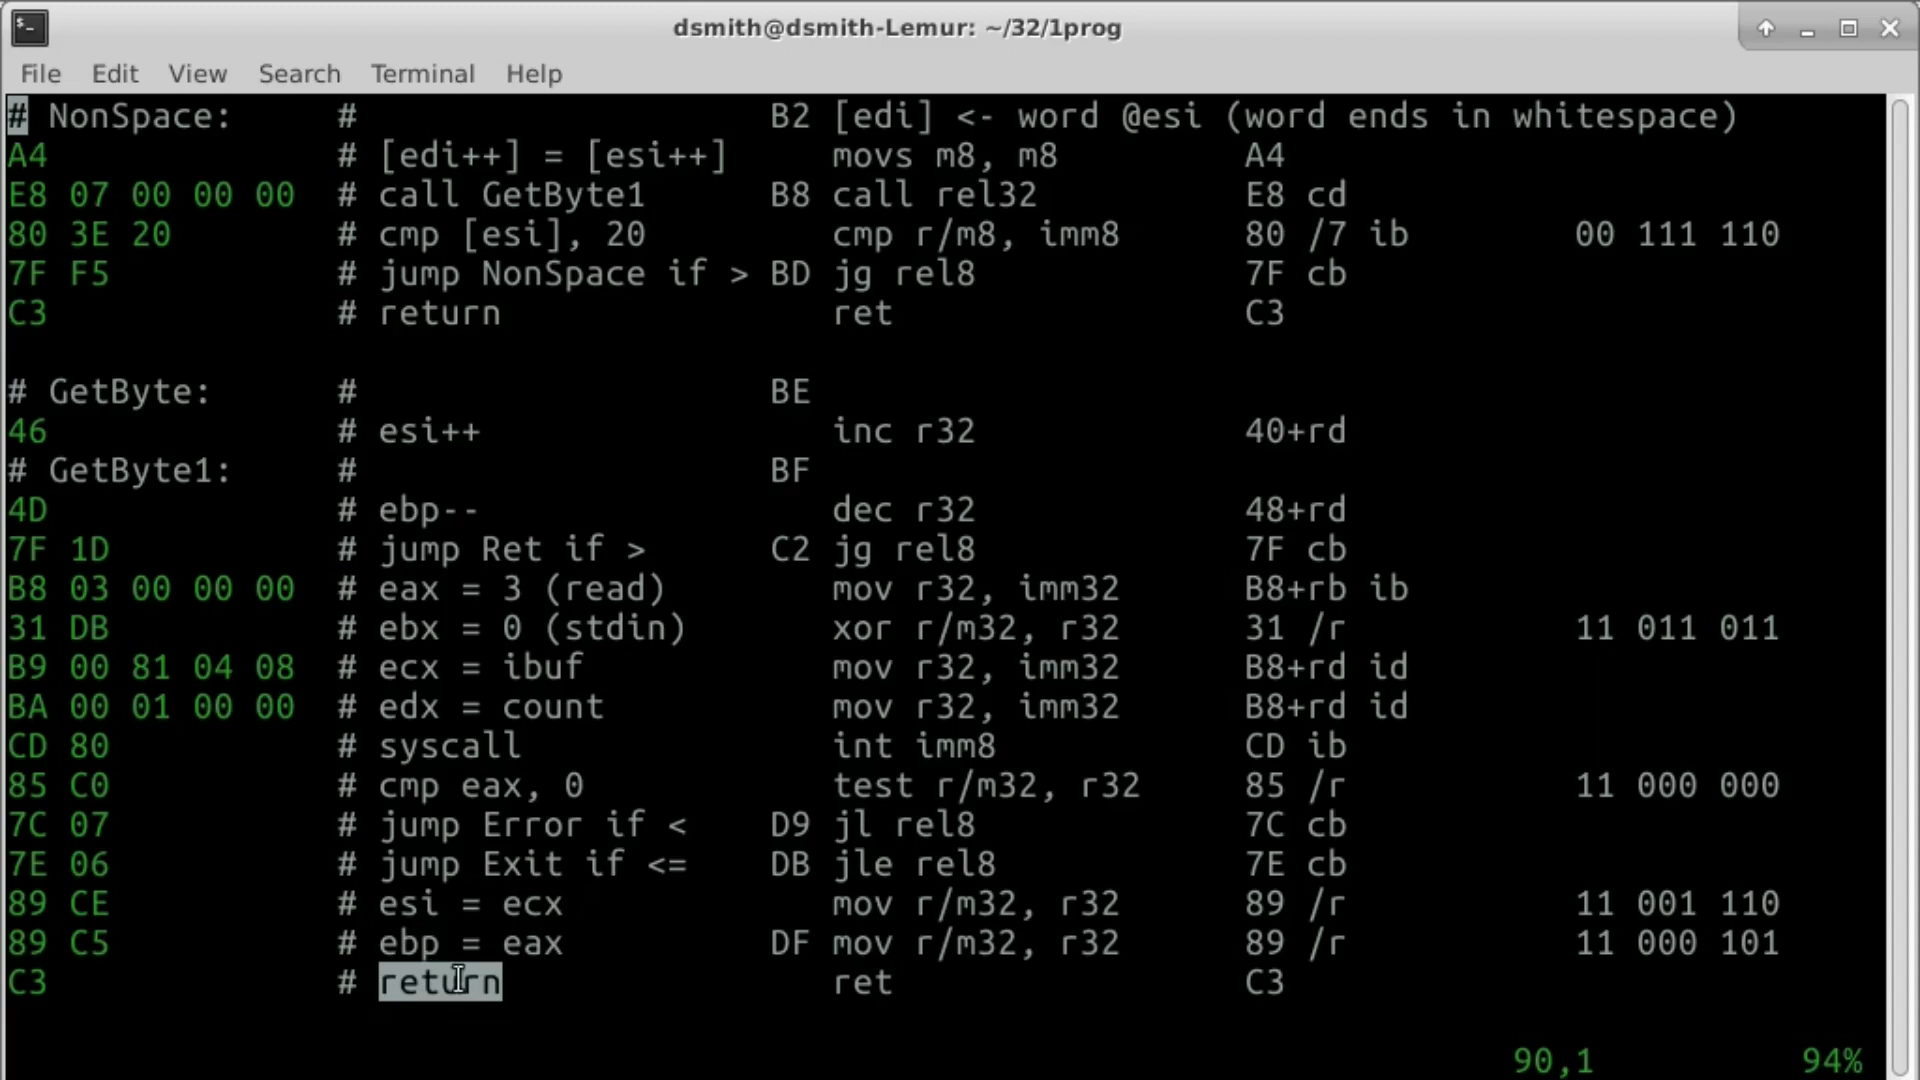 dsmith@dsmith-Lemur: ~/32/1prog
File Edit View Search Terminal Help
# NonSpace: # B2 [edi] <- word @esi (word ends in whitespace)
A4 # [edi++] = [esi++] movs m8, m8 A4
E8 07 00 00 00 # call GetByte1 B8 call rel32 E8 cd
80 3E 20 # cmp [esi], 20 cmp r/m8, imm8 80 /7 ib 00 111 110
7F F5 # jump NonSpace if > BD jg rel8 7F cb
C3 # return ret C3
# GetByte: # BE
46 # esi++ inc r32 40+rd
# GetByte1: # BF
4D # ebp-- dec r32 48+rd
7F 1D # jump Ret if > C2 jg rel8 7F cb
B8 03 00 00 00 # eax = 3 (read) mov r32, imm32 B8+rb ib
31 DB # ebx = 0 (stdin) xor r/m32, r32 31 /r 11 011 011
B9 00 81 04 08 # ecx = ibuf mov r32, imm32 B8+rd id
BA 00 01 00 00 # edx = count mov r32, imm32 B8+rd id
CD 80 # syscall int imm8 CD ib
85 C0 # cmp eax, 0 test r/m32, r32 85 /r 11 000 000
7C 07 # jump Error if < D9 jl rel8 7C cb
7E 06 # jump Exit if <= DB jle rel8 7E cb
89 CE # esi = ecx mov r/m32, r32 89 /r 11 001 110
89 C5 # ebp = eax DF mov r/m32, r32 89 /r 11 000 101
C3 # return ret C3
90,1 94%